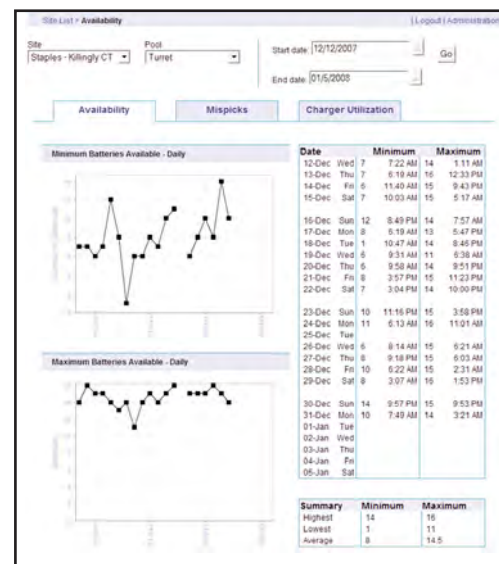 Site List > Availability | Logout | Administration
Site Pool Start date: 12/12/2007 Go
Staples - Killingly CT Turret
End date: 01/5/2008
Availability Mispicks Charger Utilization
Minimum Batteries Available - Daily
Maximum Batteries Available - Daily
Date Minimum Maximum
12-Dec Wed 7 7:22 AM 14 1:11 AM
13-Dec Thu 7 6:19 AM 16 12:33 PM
14-Dec Fri 6 11:40 AM 15 9:43 PM
15-Dec Sat 7 10:03 AM 15 5:17 AM
16-Dec Sun 12 8:49 PM 14 7:57 AM
17-Dec Mon 8 6:19 AM 13 5:47 PM
18-Dec Tue 1 10:47 AM 14 8:46 PM
19-Dec Wed 6 9:31 AM 11 6:38 AM
20-Dec Thu 6 9:58 AM 14 9:51 PM
21-Dec Fri 8 3:57 PM 15 11:23 PM
22-Dec Sat 7 3:04 PM 14 10:00 PM
23-Dec Sun 10 11:16 PM 15 3:58 PM
24-Dec Mon 11 6:13 AM 16 11:01 AM
25-Dec Tue
26-Dec Wed 6 8:14 AM 15 6:21 AM
27-Dec Thu 8 9:18 PM 15 6:03 AM
28-Dec Fri 10 6:22 AM 15 2:31 AM
29-Dec Sat 8 3:07 AM 16 1:53 PM
30-Dec Sun 14 9:57 PM 15 9:53 PM
31-Dec Mon 10 7:49 AM 14 3:21 AM
01-Jan Tue
02-Jan Wed
03-Jan Thu
04-Jan Fri
05-Jan Sat
Summary Minimum Maximum
Highest 14 16
Lowest 1 11
Average 8 14.5